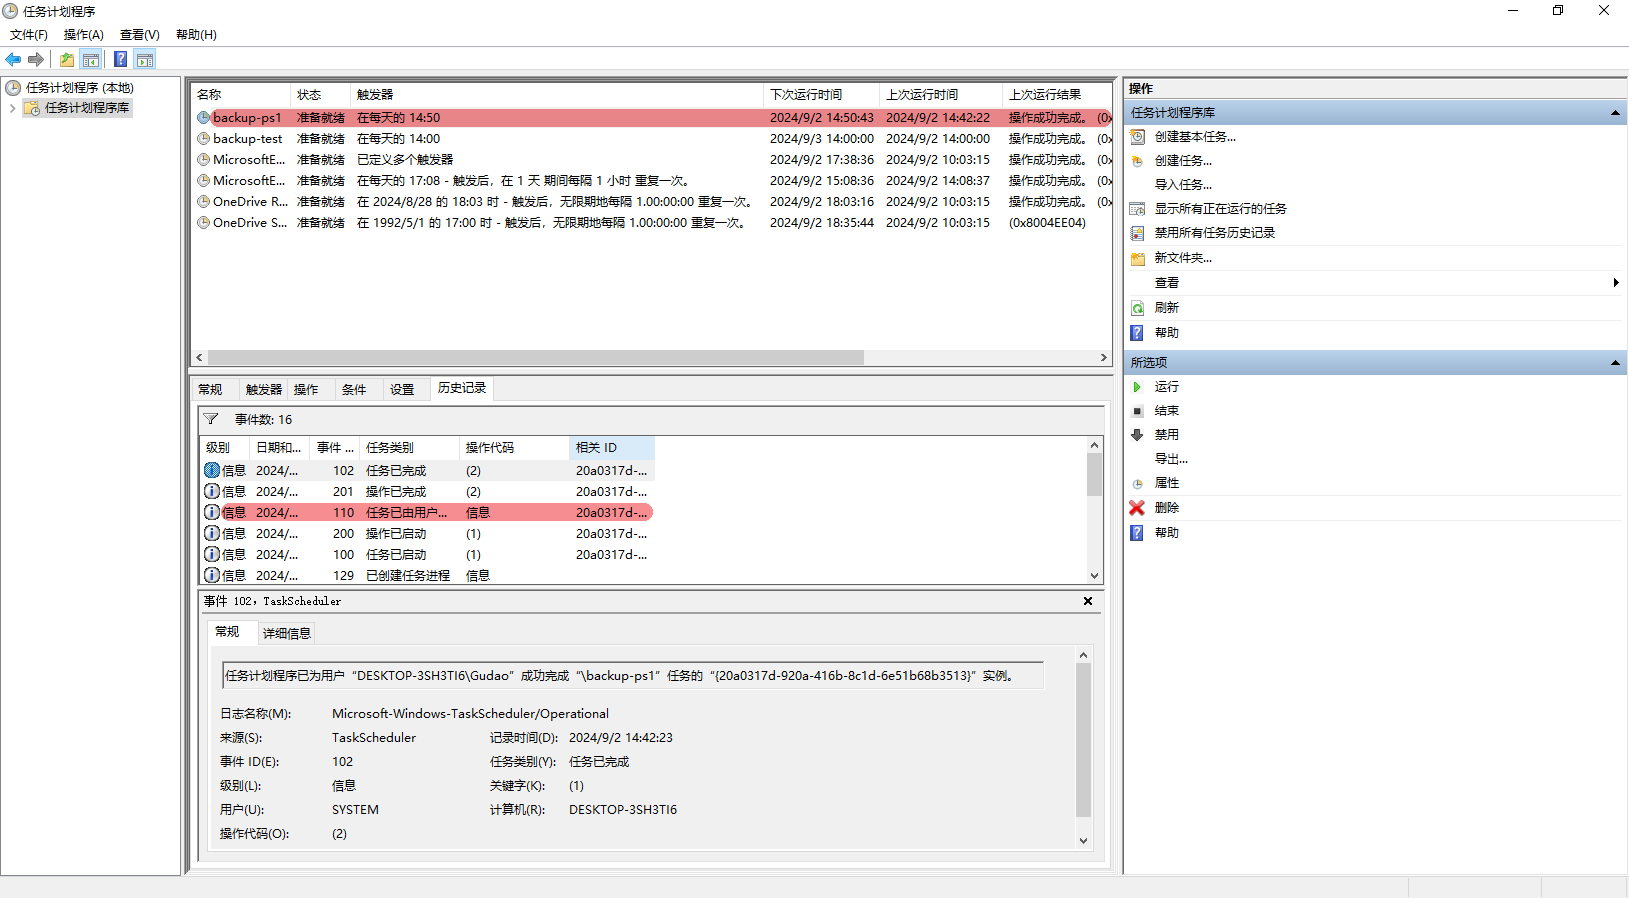 任务计划程序
文件(F) 操作(A) 查看(V) 帮助(H)
任务计划程序 (本地)
任务计划程序库
名称 状态 触发器 下次运行时间 上次运行时间 上次运行结果
backup-ps1 准备就绪 在每天的 14:50 2024/9/2 14:50:43 2024/9/2 14:42:22 操作成功完成。 (0x
backup-test 准备就绪 在每天的 14:00 2024/9/3 14:00:00 2024/9/2 14:00:00 操作成功完成。 (0x
MicrosoftE... 准备就绪 已定义多个触发器 2024/9/2 17:38:36 2024/9/2 10:03:15 操作成功完成。 (0x
MicrosoftE... 准备就绪 在每天的 17:08 - 触发后，在 1 天 期间每隔 1 小时 重复一次。 2024/9/2 15:08:36 2024/9/2 14:08:37 操作成功完成。 (0x
OneDrive R... 准备就绪 在 2024/8/28 的 18:03 时 - 触发后，无限期地每隔 1.00:00:00 重复一次。 2024/9/2 18:03:16 2024/9/2 10:03:15 操作成功完成。 (0x
OneDrive S... 准备就绪 在 1992/5/1 的 17:00 时 - 触发后，无限期地每隔 1.00:00:00 重复一次。 2024/9/2 18:35:44 2024/9/2 10:03:15 (0x8004EE04)
常规 触发器 操作 条件 设置 历史记录
事件数: 16
级别 日期和... 事件 ... 任务类别 操作代码 相关 ID
信息 2024/... 102 任务已完成 (2) 20a0317d-...
信息 2024/... 201 操作已完成 (2) 20a0317d-...
信息 2024/... 110 任务已由用户... 信息 20a0317d-...
信息 2024/... 200 操作已启动 (1) 20a0317d-...
信息 2024/... 100 任务已启动 (1) 20a0317d-...
信息 2024/... 129 已创建任务进程 信息
事件 102，TaskScheduler
常规 详细信息
任务计划程序已为用户“DESKTOP-3SH3TI6\Gudao”成功完成“\backup-ps1”任务的“{20a0317d-920a-416b-8c1d-6e51b68b3513}”实例。
日志名称(M): Microsoft-Windows-TaskScheduler/Operational
来源(S): TaskScheduler 记录时间(D): 2024/9/2 14:42:23
事件 ID(E): 102 任务类别(Y): 任务已完成
级别(L): 信息 关键字(K): (1)
用户(U): SYSTEM 计算机(R): DESKTOP-3SH3TI6
操作代码(O): (2)
操作
任务计划程序库
创建基本任务...
创建任务...
导入任务...
显示所有正在运行的任务
禁用所有任务历史记录
新文件夹...
查看
刷新
帮助
所选项
运行
结束
禁用
导出...
属性
删除
帮助